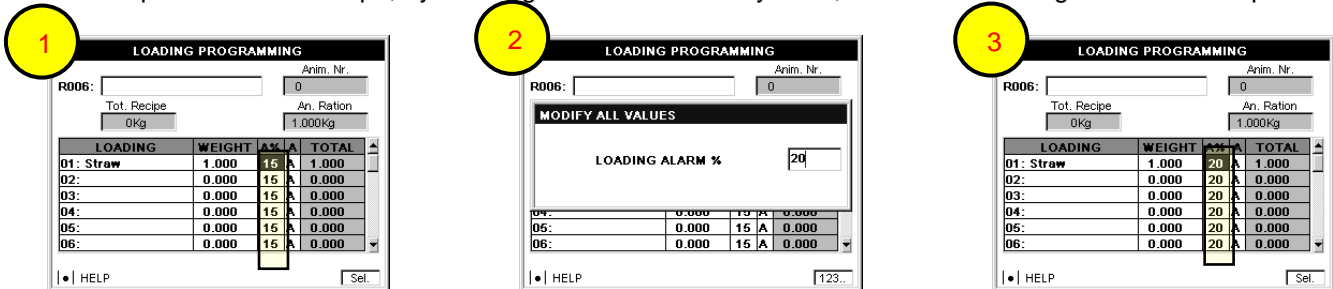 1
LOADING PROGRAMMING
Anim. Nr.
R006: 0
Tot. Recipe An. Ration
0Kg 1.000Kg
LOADING WEIGHT A% A TOTAL
01: Straw 1.000 15 A 1.000
02: 0.000 15 A 0.000
03: 0.000 15 A 0.000
04: 0.000 15 A 0.000
05: 0.000 15 A 0.000
06: 0.000 15 A 0.000
HELP Sel.
2
LOADING PROGRAMMING
Anim. Nr.
R006: 0
MODIFY ALL VALUES
LOADING ALARM % 20
04: 0.000 15 A 0.000
05: 0.000 15 A 0.000
06: 0.000 15 A 0.000
HELP 123..
3
LOADING PROGRAMMING
Anim. Nr.
R006: 0
Tot. Recipe An. Ration
0Kg 1.000Kg
LOADING WEIGHT A% A TOTAL
01: Straw 1.000 20 A 1.000
02: 0.000 20 A 0.000
03: 0.000 20 A 0.000
04: 0.000 20 A 0.000
05: 0.000 20 A 0.000
06: 0.000 20 A 0.000
HELP Sel.